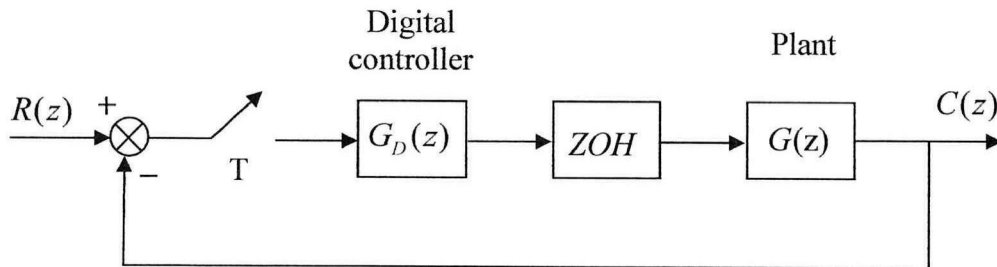 Digital
controller
Plant
R(z)
+
−
T
G_D(z)
ZOH
G(z)
C(z)